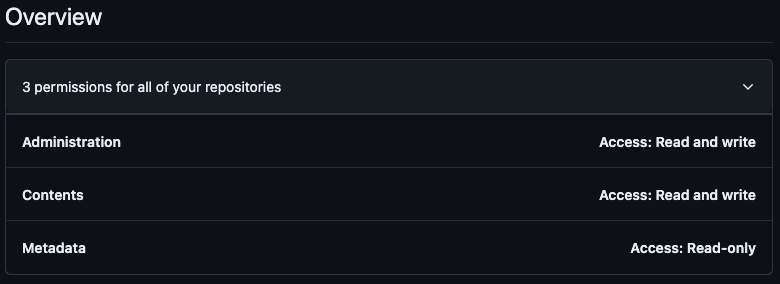 Overview
3 permissions for all of your repositories
Administration Access: Read and write
Contents Access: Read and write
Metadata Access: Read-only